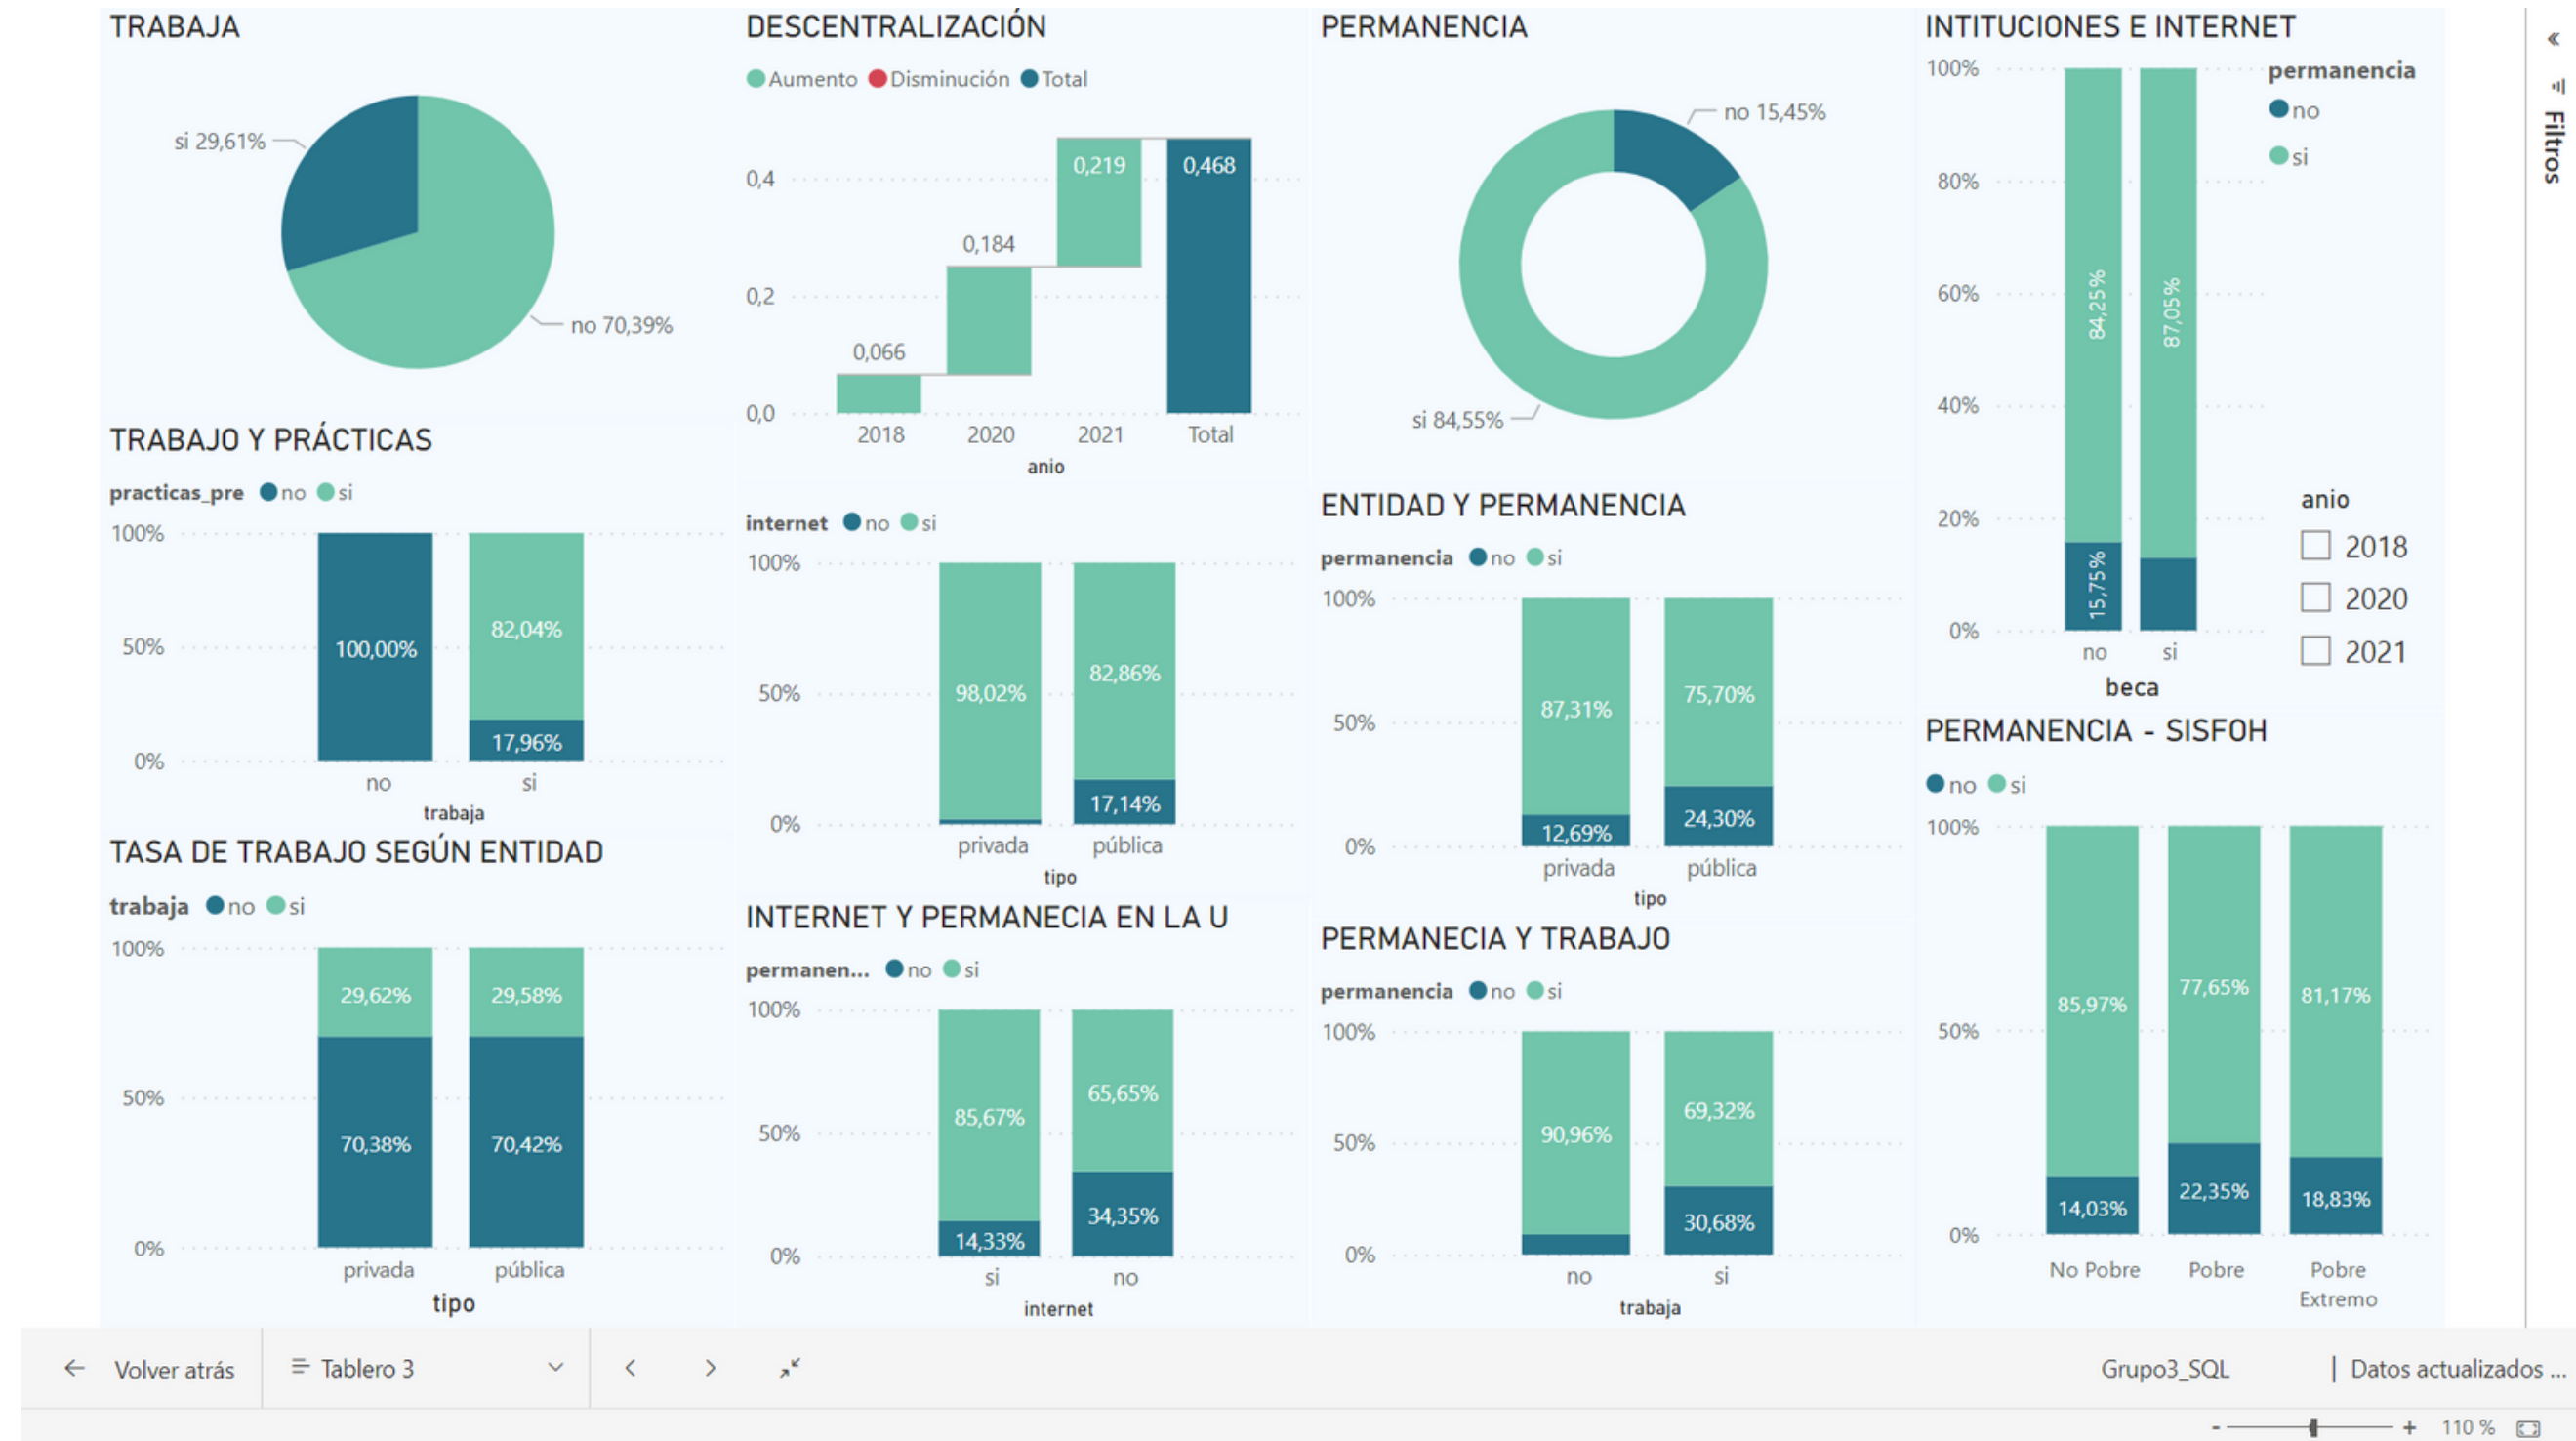 TRABAJA
si 29,61%
no 70,39%
TRABAJO Y PRÁCTICAS
practicas_pre no si
100%
50%
0%
100,00%
82,04%
17,96%
no si
trabaja
TASA DE TRABAJO SEGÚN ENTIDAD
trabaja no si
100%
50%
0%
29,62% 29,58%
70,38% 70,42%
privada pública
tipo
DESCENTRALIZACIÓN
Aumento Disminución Total
0,4
0,2
0,0
0,066
0,184
0,219
0,468
2018 2020 2021 Total
anio
internet no si
100%
50%
0%
98,02%
82,86%
17,14%
privada pública
tipo
INTERNET Y PERMANECIA EN LA U
permanen... no si
100%
50%
0%
85,67%
65,65%
14,33%
34,35%
si no
internet
PERMANENCIA
no 15,45%
si 84,55%
ENTIDAD Y PERMANENCIA
permanencia no si
100%
50%
0%
87,31%
75,70%
12,69%
24,30%
privada pública
tipo
PERMANECIA Y TRABAJO
permanencia no si
100%
50%
0%
90,96%
69,32%
30,68%
no si
trabaja
INTITUCIONES E INTERNET
permanencia
no
si
100%
80%
60%
40%
20%
0%
84,25%
87,05%
15,75%
no si
beca
anio
2018
2020
2021
PERMANENCIA - SISFOH
no si
100%
50%
0%
85,97%
77,65%
81,17%
14,03%
22,35%
18,83%
No Pobre Pobre Pobre
Extremo
«
Filtros
Volver atrás
Tablero 3
Grupo3_SQL | Datos actualizados ...
- + 110 %